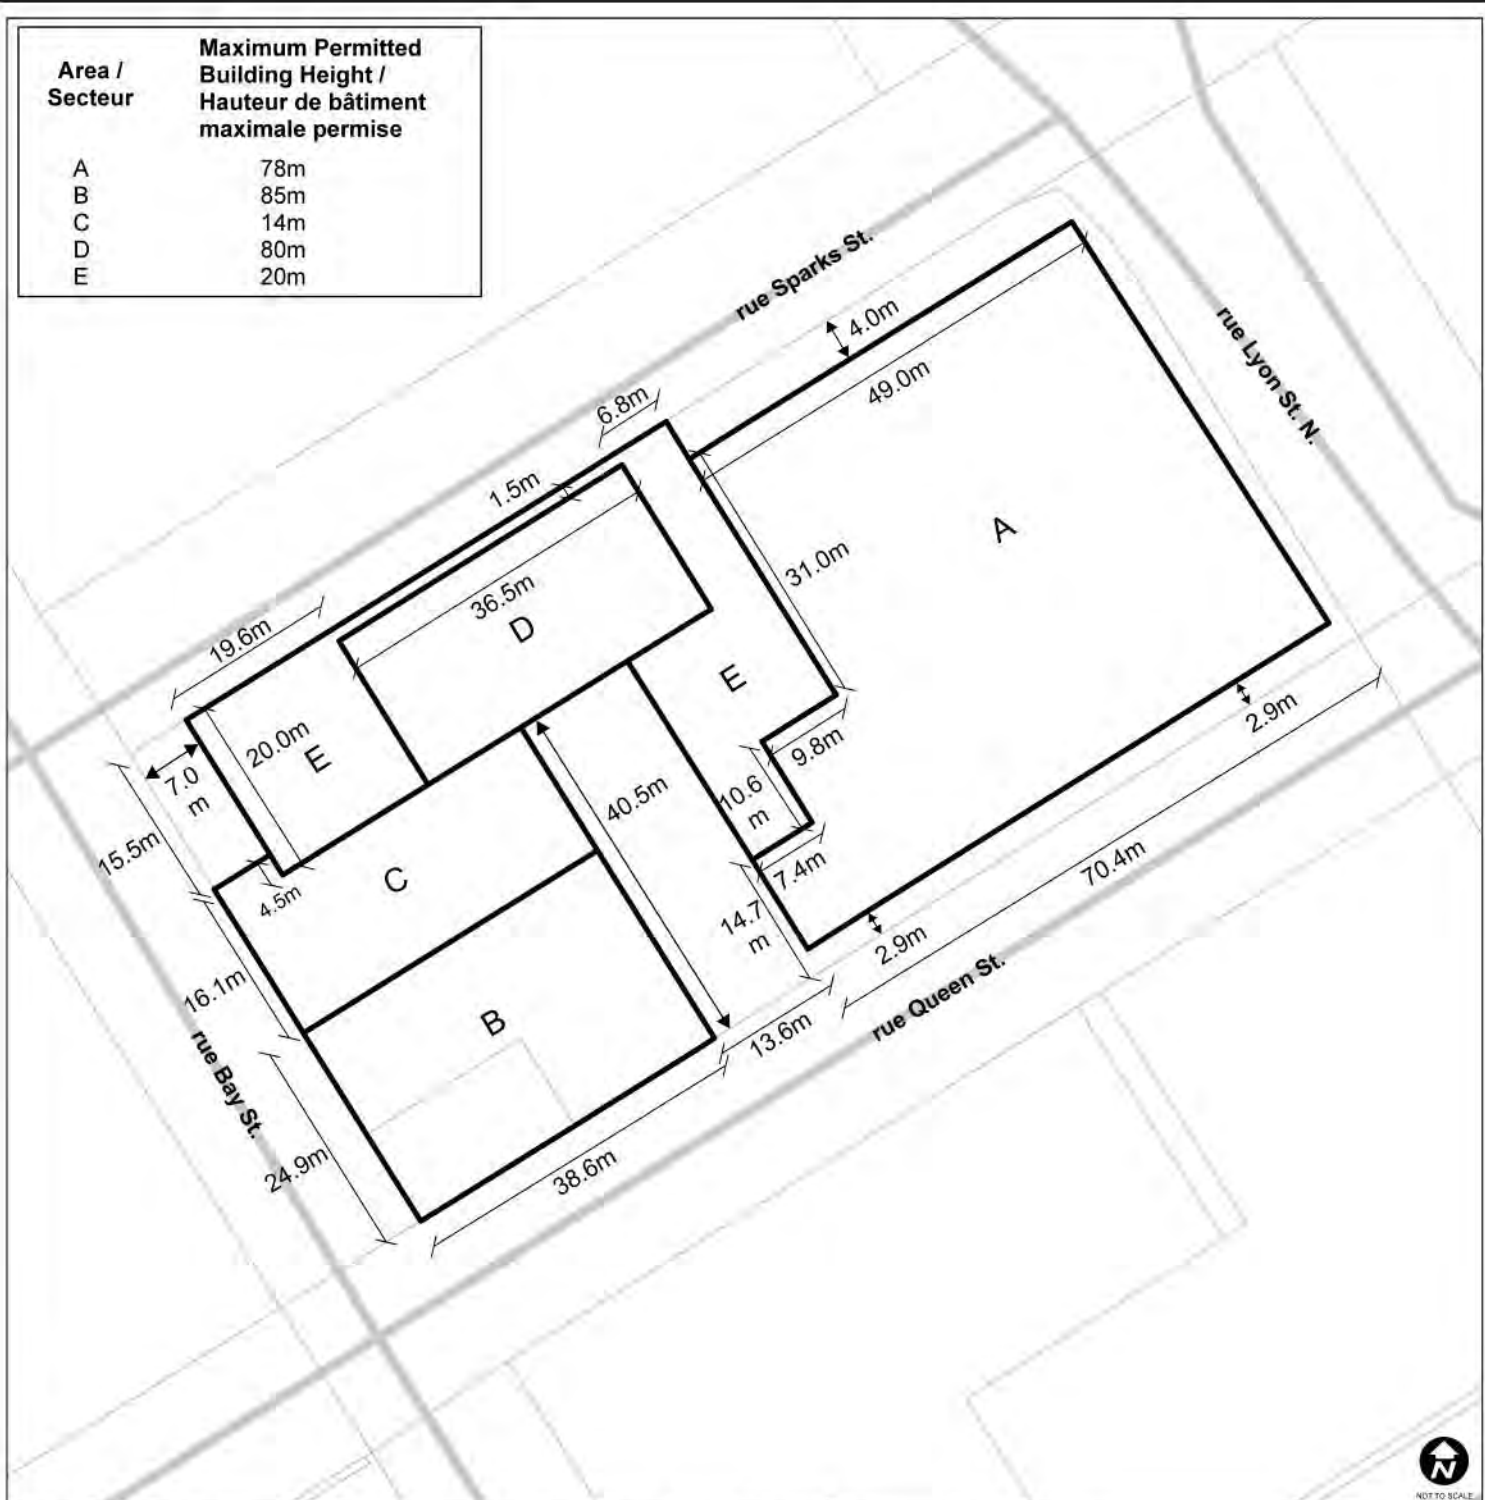 Area /
Secteur
Maximum Permitted
Building Height /
Hauteur de bâtiment
maximale permise
A 78m
B 85m
C 14m
D 80m
E 20m
rue Sparks St.
4.0m
rue Lyon St. N.
49.0m
6.8m
1.5m
A
31.0m
36.5m
D
19.6m
E
20.0m
E
7.0
m
9.8m
2.9m
10.6
m
40.5m
15.5m
C
4.5m
7.4m
70.4m
14.7
m
2.9m
16.1m
B
rue Queen St.
13.6m
rue Bay St.
24.9m
38.6m
N
NOT TO SCALE